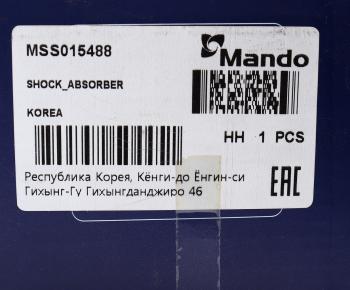 MSS015488
Mando
SHOCK_ABSORBER
KOREA
HH 1 PCS
Республика Корея, Кёнги-до Ёнгин-си
Гихынг-Гу Гихынгданджиро 46
EAC